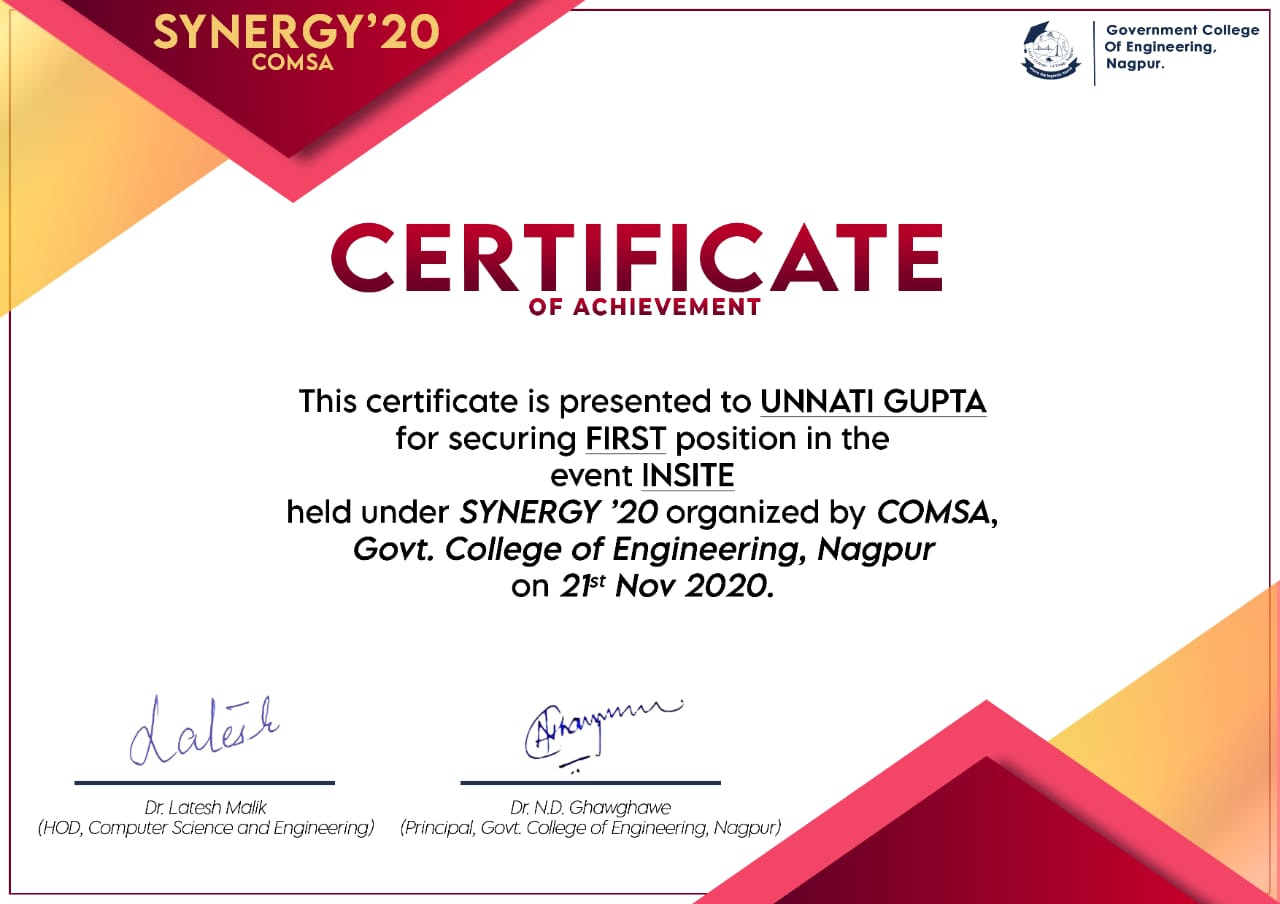 SYNERGY’20
COMSA
Government College
Of Engineering,
Nagpur.
CERTIFICATE
OF ACHIEVEMENT
This certificate is presented to UNNATI GUPTA
for securing FIRST position in the
event INSITE
held under SYNERGY ’20 organized by COMSA,
Govt. College of Engineering, Nagpur
on 21st Nov 2020.
Latesh
Dr. Latesh Malik
(HOD, Computer Science and Engineering)
Dr. N.D. Ghawghawe
(Principal, Govt. College of Engineering, Nagpur)